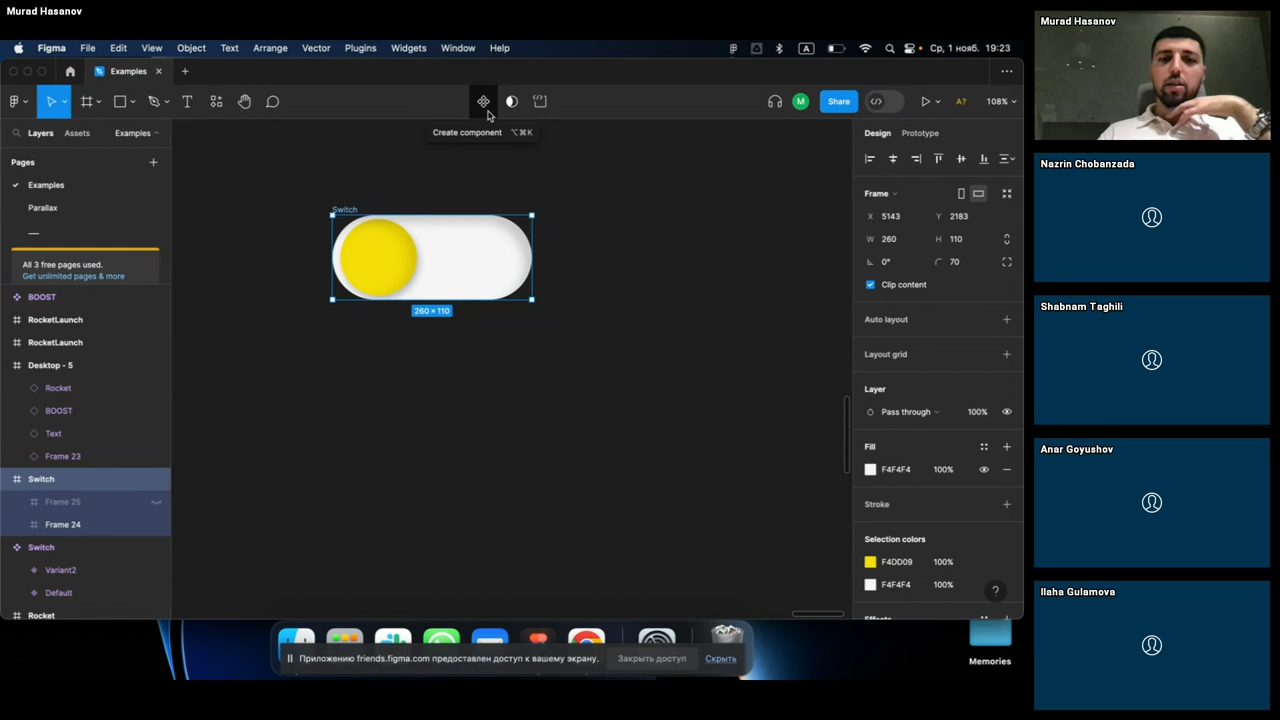 Murad Hasanov
Figma File Edit View Object Text Arrange Vector Plugins Widgets Window Help
A
Ср, 1 нояб. 19:23
Examples
M
Share
A?
108%
Create component ⌥⌘K
Layers Assets Examples
Pages
Examples
Parallax
All 3 free pages used.
Get unlimited pages & more
BOOST
RocketLaunch
RocketLaunch
Desktop - 5
Rocket
BOOST
Text
Frame 23
Switch
Frame 25
Frame 24
Switch
Variant2
Default
Rocket
Switch
260 × 110
Design Prototype
Frame
X 5143 Y 2183
W 260 H 110
0° 70
Clip content
Auto layout
Layout grid
Layer
Pass through 100%
Fill
F4F4F4 100%
Stroke
Selection colors
F4DD09 100%
F4F4F4 100%
Effects
?
Приложению friends.figma.com предоставлен доступ к вашему экрану.
Закрыть доступ
Скрыть
Memories
Murad Hasanov
Nazrin Chobanzada
Shabnam Taghili
Anar Goyushov
Ilaha Gulamova